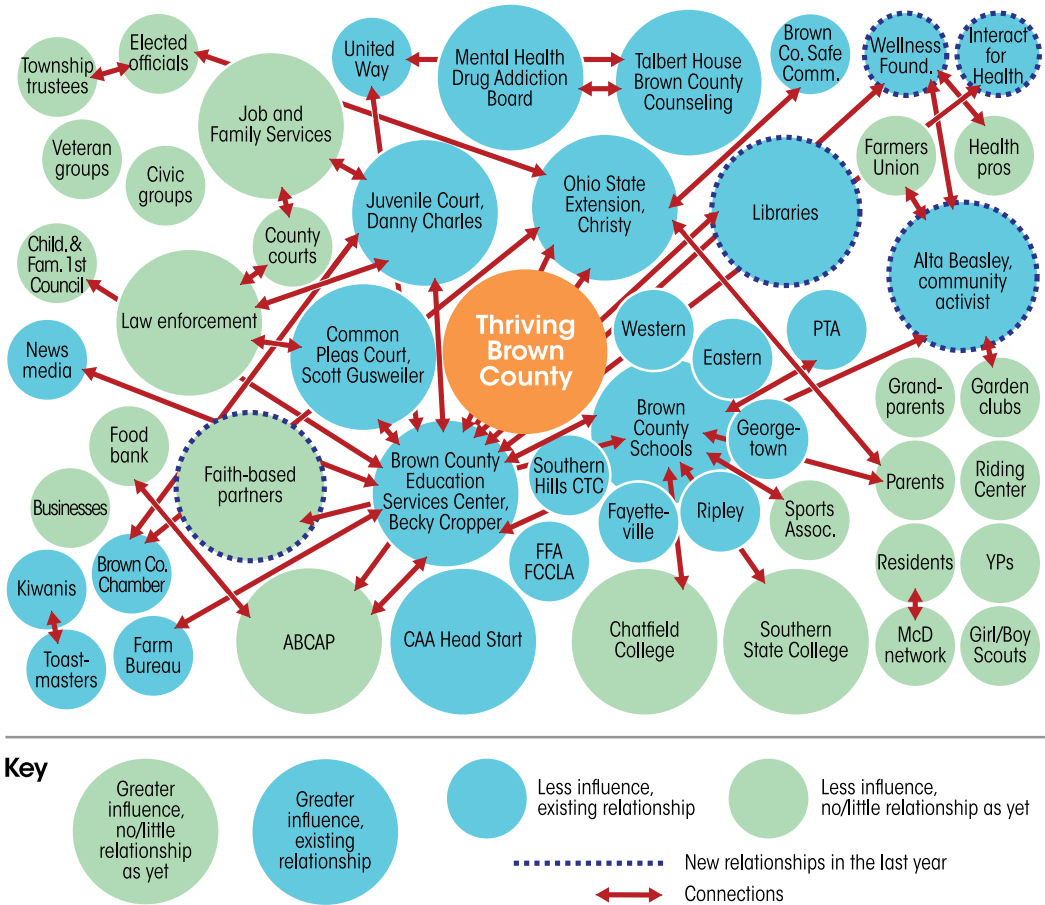 Township
trustees
Elected
officials
United
Way
Mental Health
Drug Addiction
Board
Talbert House
Brown County
Counseling
Brown
Co. Safe
Comm.
Wellness
Found.
Interact
for
Health
Job and
Family Services
Veteran
groups
Civic
groups
Farmers
Union
Health
pros
Juvenile Court,
Danny Charles
Ohio State
Extension,
Christy
Libraries
Child. &
Fam. 1st
Council
County
courts
Alta Beasley,
community
activist
Law enforcement
Common
Pleas Court,
Scott Gusweiler
Thriving
Brown
County
Western
Eastern
PTA
News
media
Grand-
parents
Garden
clubs
Food
bank
Faith-based
partners
Brown County
Education
Services Center,
Becky Cropper
Brown
County
Schools
George-
town
Southern
Hills CTC
Parents
Riding
Center
Businesses
Fayette-
ville
Ripley
Sports
Assoc.
Kiwanis
Brown Co.
Chamber
FFA
FCCLA
Residents
YPs
Toast-
masters
Farm
Bureau
ABCAP
CAA Head Start
Chatfield
College
Southern
State College
McD
network
Girl/Boy
Scouts
Key
Greater
influence,
no/little
relationship
as yet
Greater
influence,
existing
relationship
Less influence,
existing relationship
Less influence,
no/little relationship as yet
New relationships in the last year
Connections